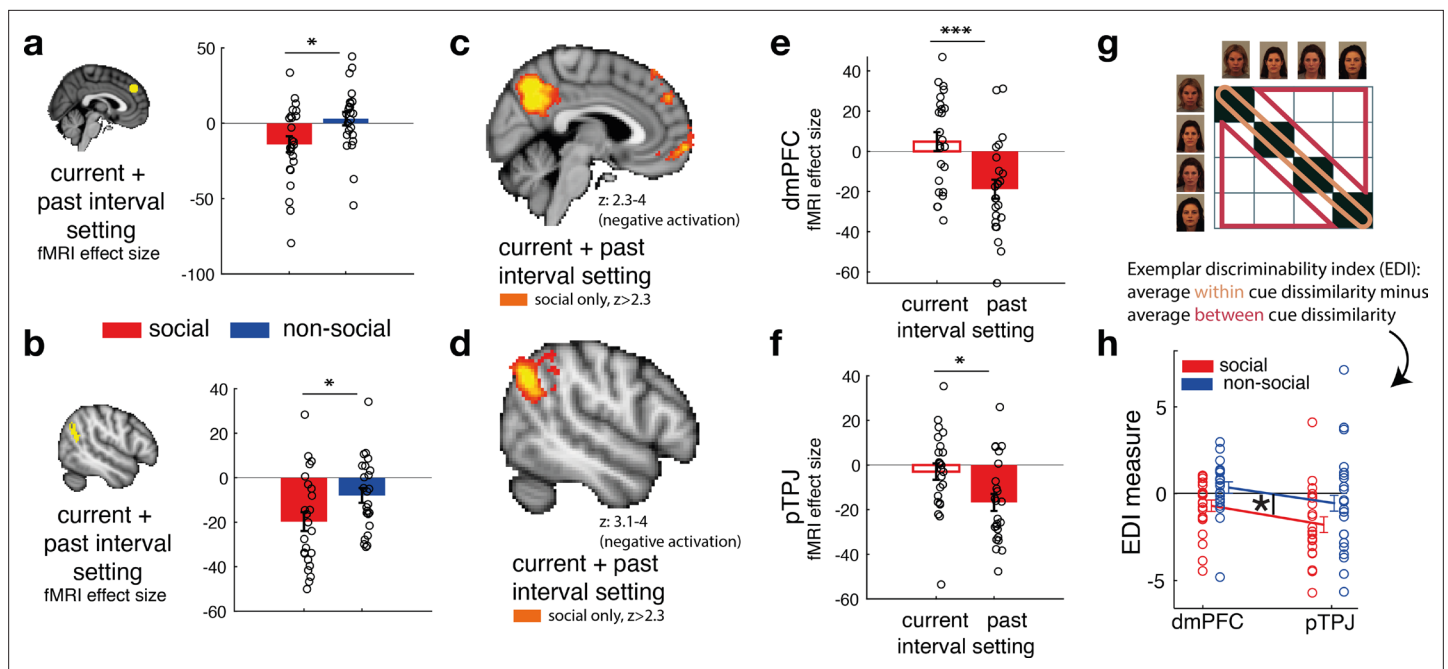 a
*
50
0
-50
-100
current +
past interval
setting
fMRI effect size
social
non-social
b
*
40
20
0
-20
-40
-60
current +
past interval
setting
fMRI effect size
c
z: 2.3-4
(negative activation)
current + past
interval setting
social only, z>2.3
d
z: 3.1-4
(negative activation)
current + past
interval setting
social only, z>2.3
e
***
dmPFC
fMRI effect size
40
20
0
-20
-40
-60
current past
interval setting
f
*
pTPJ
fMRI effect size
40
20
0
-20
-40
-60
current past
interval setting
g
Exemplar discriminability index (EDI):
average within cue dissimilarity minus
average between cue dissimilarity
h
social
non-social
EDI measure
5
0
-5
*
dmPFC pTPJ